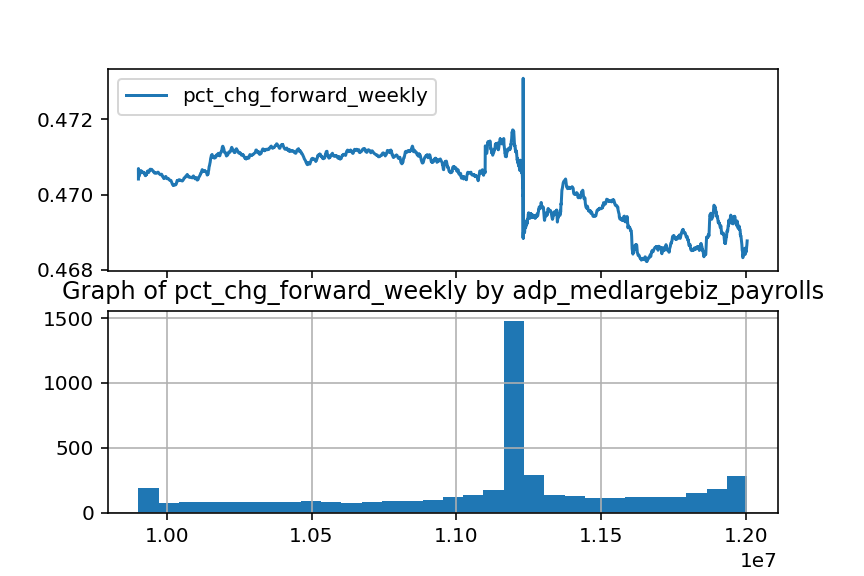 pct_chg_forward_weekly
0.472
0.470
0.468
Graph of pct_chg_forward_weekly by adp_medlargebiz_payrolls
1500
1000
500
0
1.00 1.05 1.10 1.15 1.20
1e7